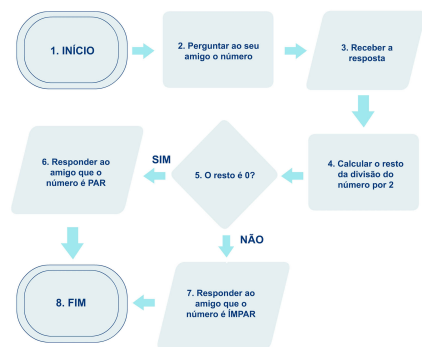 1. INÍCIO
2. Perguntar ao seu
amigo o número
3. Receber a
resposta
4. Calcular o resto
da divisão do
número por 2
5. O resto é 0?
SIM
6. Responder ao
amigo que o
número é PAR
NÃO
7. Responder ao
amigo que o
número é ÍMPAR
8. FIM